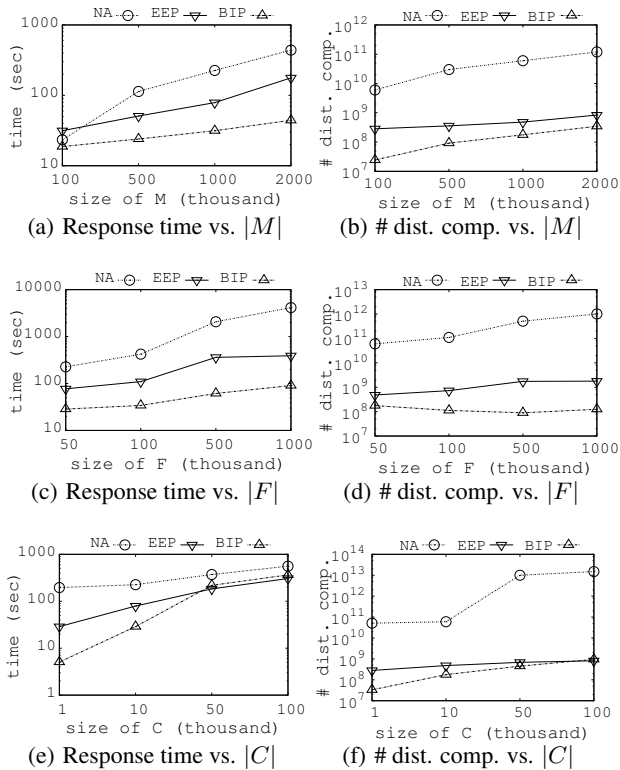 NA EEP BIP
time (sec)
1000
100
10
100 500 1000 2000
size of M (thousand)
(a) Response time vs. |M|
NA EEP BIP
# dist. comp.
10^12
10^11
10^10
10^9
10^8
10^7
100 500 1000 2000
size of M (thousand)
(b) # dist. comp. vs. |M|
NA EEP BIP
time (sec)
10000
1000
100
10
50 100 500 1000
size of F (thousand)
(c) Response time vs. |F|
NA EEP BIP
# dist. comp.
10^13
10^12
10^11
10^10
10^9
10^8
10^7
50 100 500 1000
size of F (thousand)
(d) # dist. comp. vs. |F|
NA EEP BIP
time (sec)
1000
100
10
1
1 10 50 100
size of C (thousand)
(e) Response time vs. |C|
NA EEP BIP
# dist. comp.
10^14
10^13
10^12
10^11
10^10
10^9
10^8
10^7
1 10 50 100
size of C (thousand)
(f) # dist. comp. vs. |C|